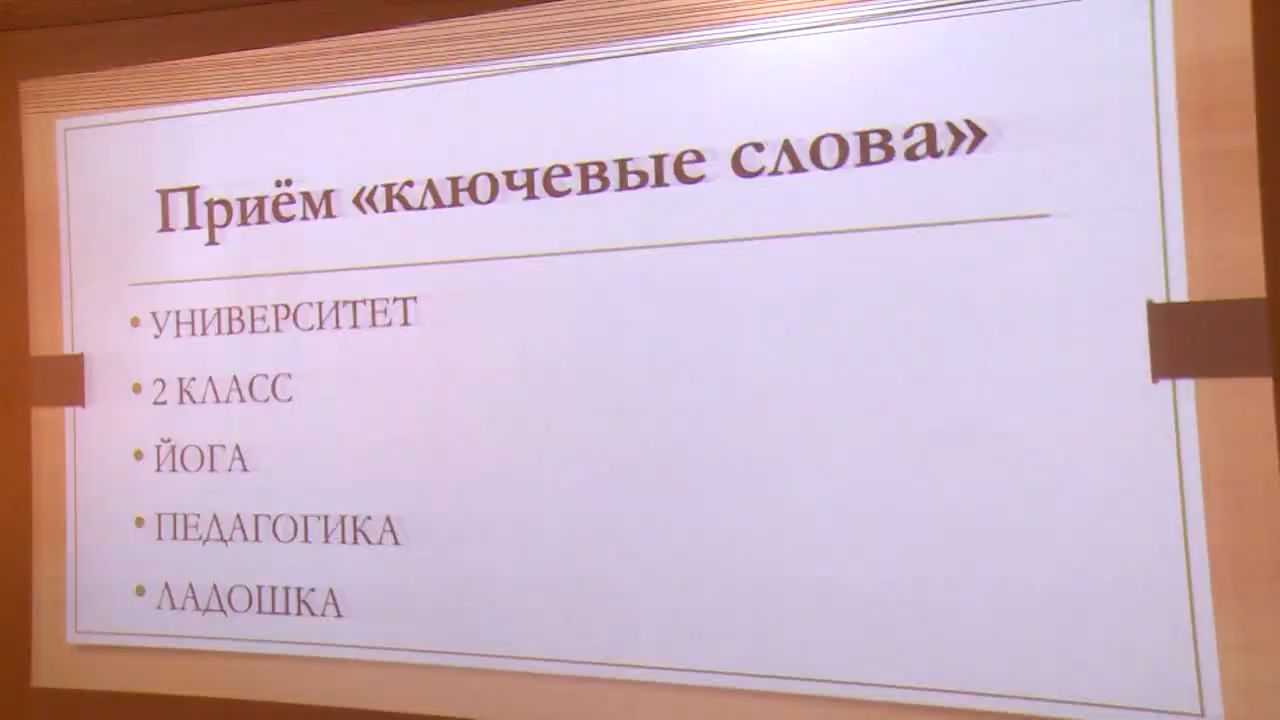 Приём «ключевые слова»
• УНИВЕРСИТЕТ
• 2 КЛАСС
• ЙОГА
• ПЕДАГОГИКА
• ЛАДОШКА